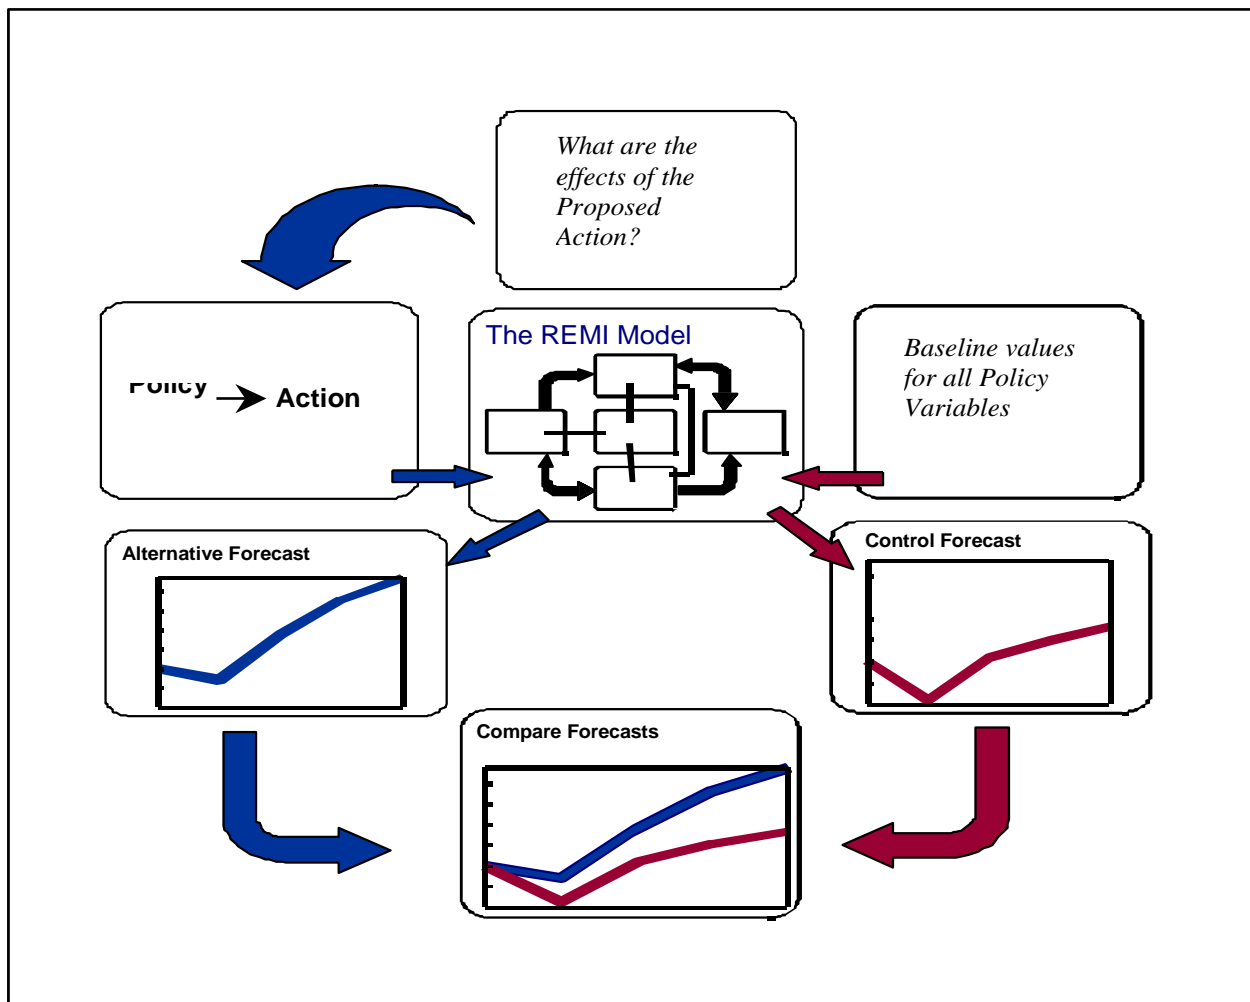 What are the
effects of the
Proposed
Action?
Policy
Action
The REMI Model
Baseline values
for all Policy
Variables
Alternative Forecast
Control Forecast
Compare Forecasts